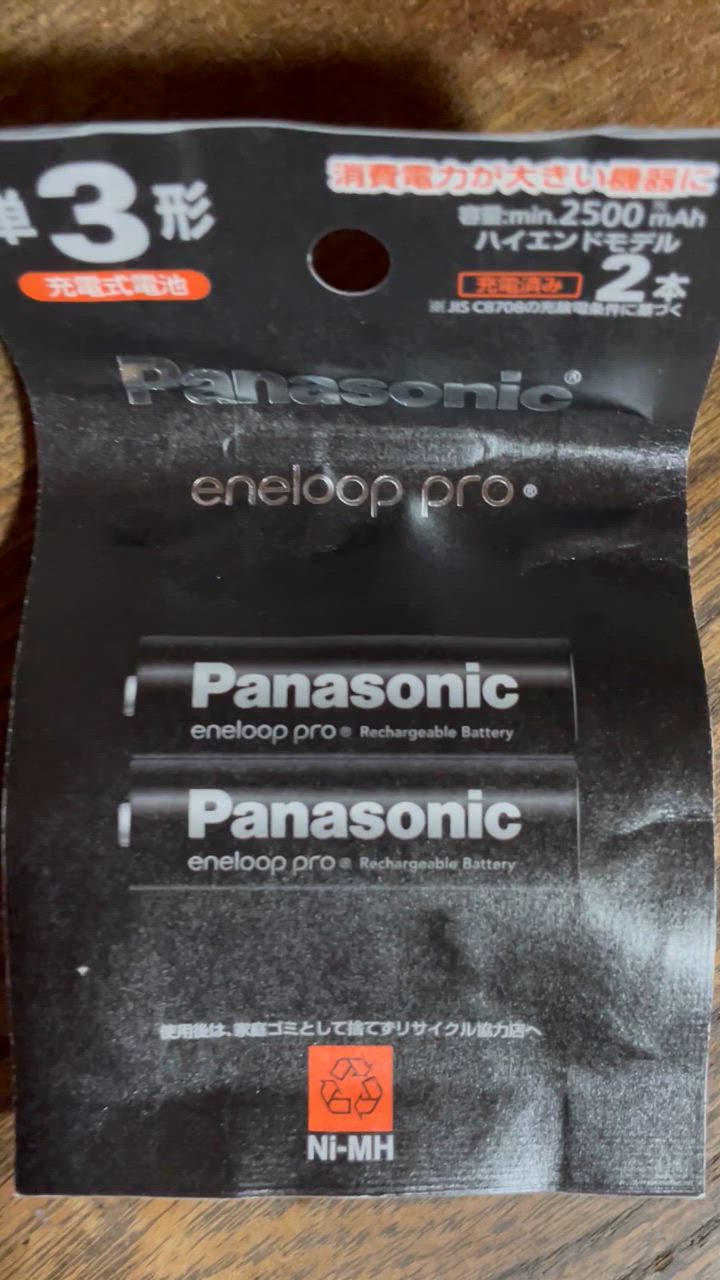 単3形
充電式電池
消費電力が大きい機器に
容量:min.2500mAh
ハイエンドモデル
充電済み 2本
※JIS C8708の充放電条件に基づく
Panasonic®
eneloop pro®
Panasonic
eneloop pro® Rechargeable Battery
Panasonic
eneloop pro® Rechargeable Battery
使用後は、家庭ゴミとして捨てずリサイクル協力店へ
Ni-MH